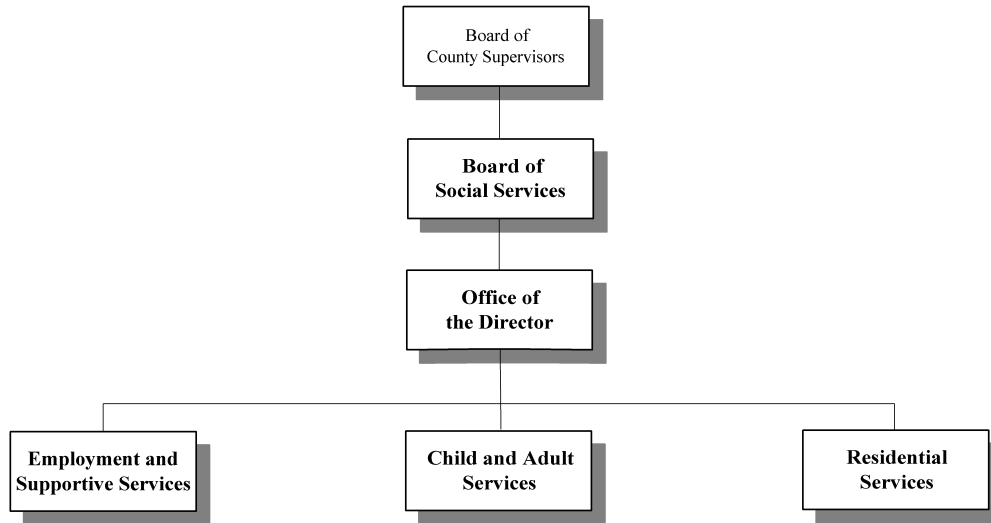 Board of
County Supervisors
Board of
Social Services
Office of
the Director
Employment and
Supportive Services
Child and Adult
Services
Residential
Services